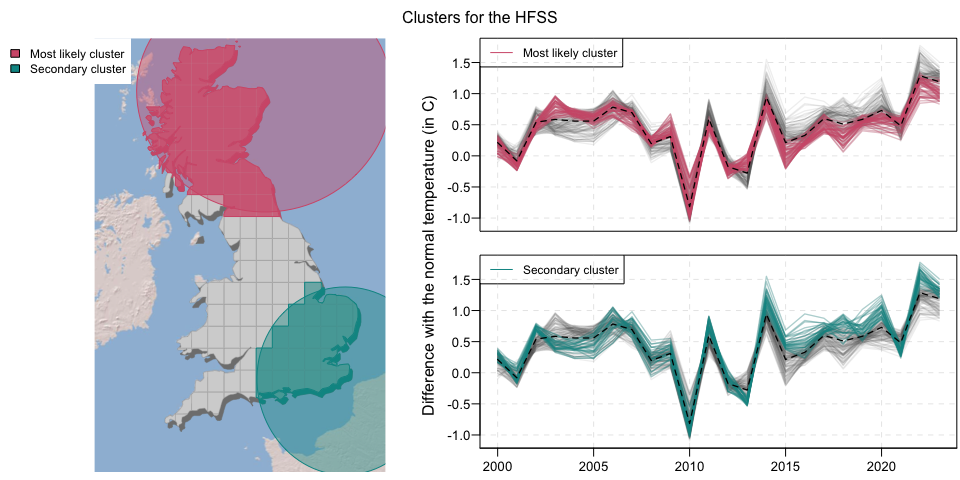 Clusters for the HFSS
Most likely cluster
Secondary cluster
Difference with the normal temperature (in C)
Most likely cluster
1.5
1.0
0.5
0.0
-0.5
-1.0
Secondary cluster
1.5
1.0
0.5
0.0
-0.5
-1.0
2000 2005 2010 2015 2020